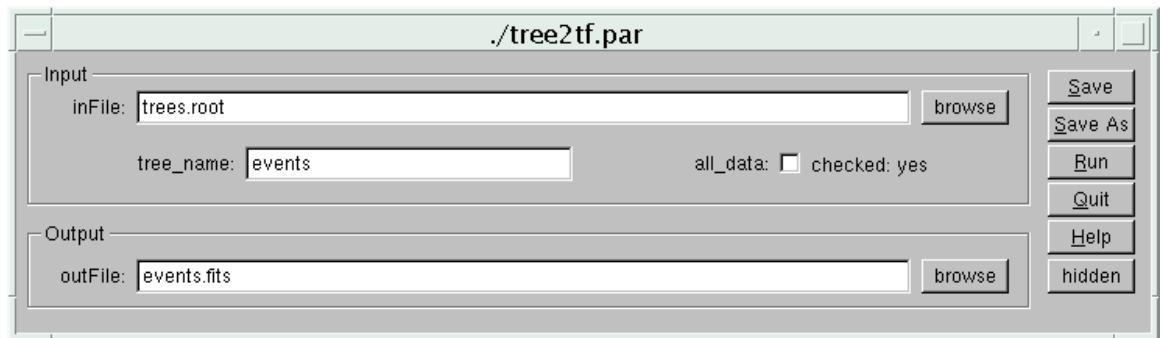 ./tree2tf.par
Input
inFile: trees.root browse
tree_name: events all_data: checked: yes
Output
outFile: events.fits browse
Save
Save As
Run
Quit
Help
hidden